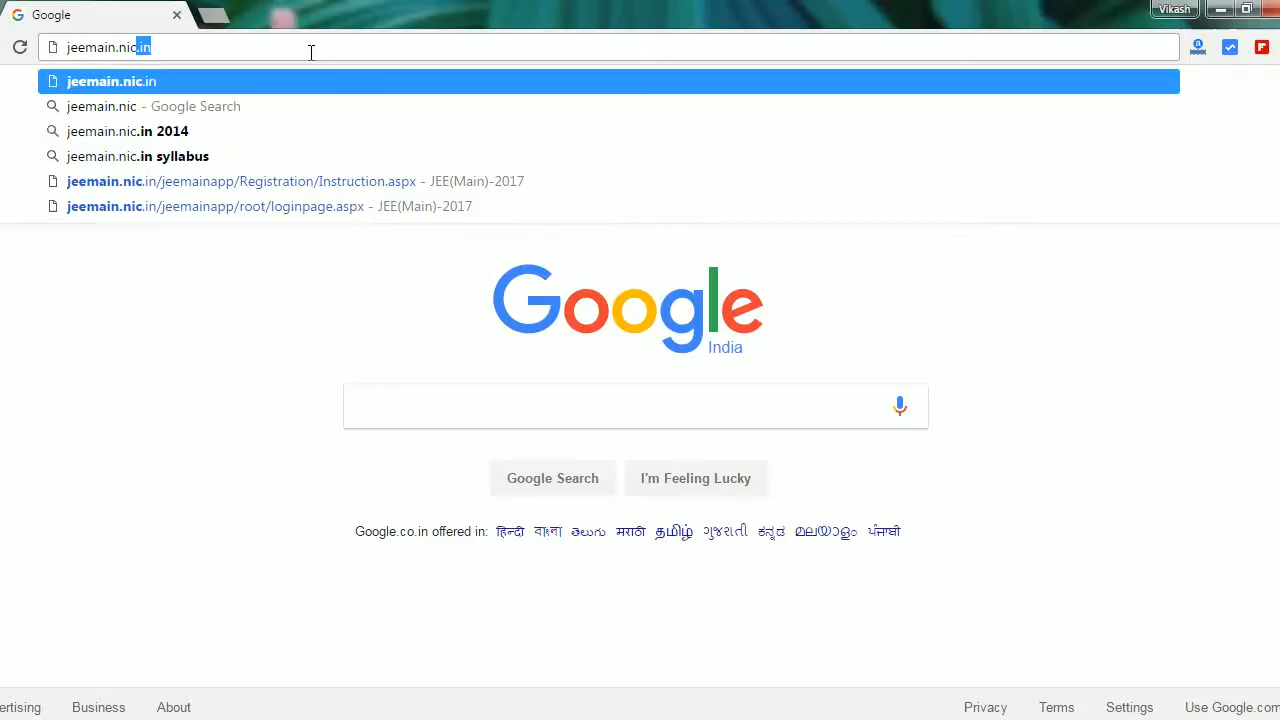 Google
Vikash
jeemain.nic.in
jeemain.nic.in
jeemain.nic - Google Search
jeemain.nic.in 2014
jeemain.nic.in syllabus
jeemain.nic.in/jeemainapp/Registration/Instruction.aspx - JEE(Main)-2017
jeemain.nic.in/jeemainapp/root/loginpage.aspx - JEE(Main)-2017
Google
India
Google Search I'm Feeling Lucky
Google.co.in offered in: हिन्दी বাংলা తెలుగు मराठी தமிழ் ગુજરાતી ಕನ್ನಡ മലയാളം ਪੰਜਾਬੀ
ertising Business About Privacy Terms Settings Use Google.com